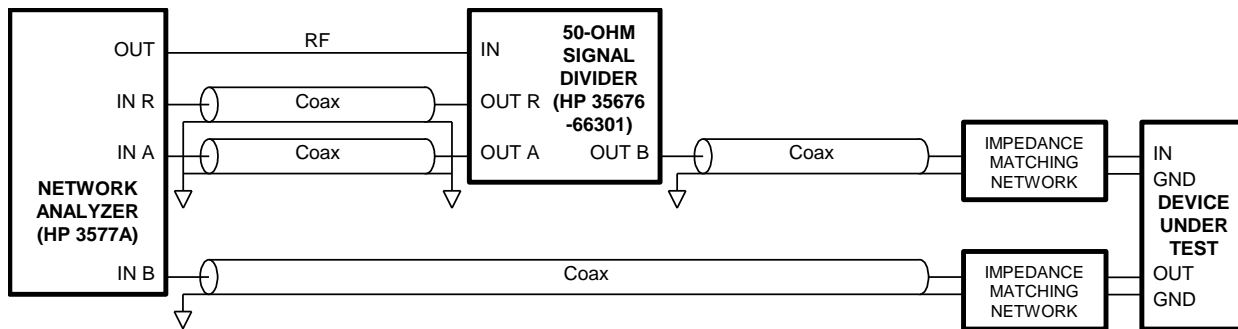 OUT
RF
IN
50-OHM
SIGNAL
DIVIDER
(HP 35676
-66301)
IN R
Coax
OUT R
IN A
Coax
OUT A
OUT B
Coax
IMPEDANCE
MATCHING
NETWORK
IN
GND
NETWORK
ANALYZER
(HP 3577A)
DEVICE
UNDER
TEST
IN B
Coax
IMPEDANCE
MATCHING
NETWORK
OUT
GND